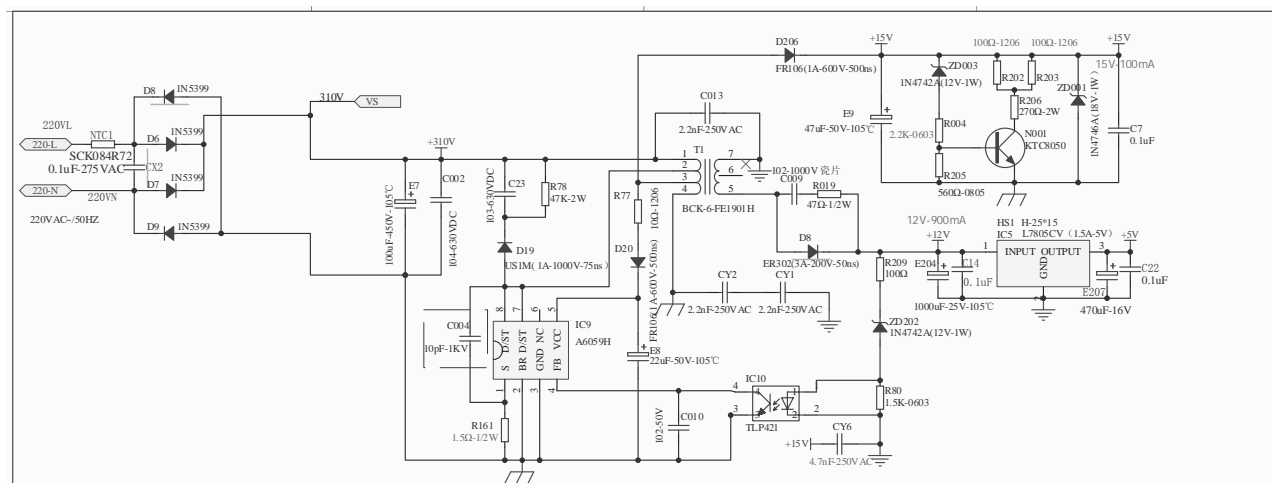 D206
FR106(1A-600V-500ns)
+15V
100Ω-1206
100Ω-1206
+15V
15V-100mA
ZD003
1N4742A(12V-1W)
R202
R203
ZD001
1N4746A(18V-1W)
R206
270Ω-2W
E9
47uF-50V-105℃
2.2K-0603
R004
N001
KTC8050
C7
0.1uF
R205
560Ω-0805
D8
1N5399
310V
VS
C013
2.2nF-250VAC
220VL
220-L
NTC1
SCK084R72
D6
1N5399
0.1uF-275VAC
CX2
220-N
220VN
D7
1N5399
220VAC~/50HZ
D9
1N5399
+310V
E7
100uF-450V-105℃
C002
104-630VDC
C23
103-630VDC
R78
47K-2W
D19
US1M( 1A-1000V-75ns)
R77
10Ω-1206
D20
FR106(1A-600V-500ns)
T1
1
2
3
4
7
6
5
BCK-6-FE1901H
102-1000V 瓷片
C009
R019
47Ω-1/2W
D8
ER302(3A-200V-50ns)
CY2
2.2nF-250VAC
CY1
2.2nF-250VAC
12V-900mA
+12V
R209
100Ω
E204
1000uF-25V-105℃
C14
0.1uF
HS1 H-25*15
IC5 L7805CV（1.5A-5V)
1
INPUT OUTPUT
GND
2
3
+5V
E207
470uF-16V
C22
0.1uF
ZD202
1N4742A(12V-1W)
C004
10pF-1KV
8
7
6
5
IC9
A6059H
S D/ST
BR D/ST
GND NC
FB VCC
1
2
3
4
E8
22uF-50V-105℃
R161
1.5Ω-1/2W
C010
102-50V
IC10
4
3
4
3
1
2
1
2
TLP421
R80
1.5K-0603
+15V
CY6
4.7nF-250VAC